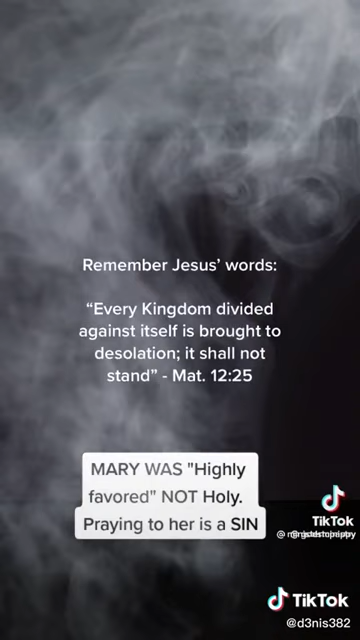 Remember Jesus’ words:
“Every Kingdom divided
against itself is brought to
desolation; it shall not
stand” - Mat. 12:25
MARY WAS "Highly
favored" NOT Holy.
Praying to her is a SIN
TikTok
TikTok
@d3nis382